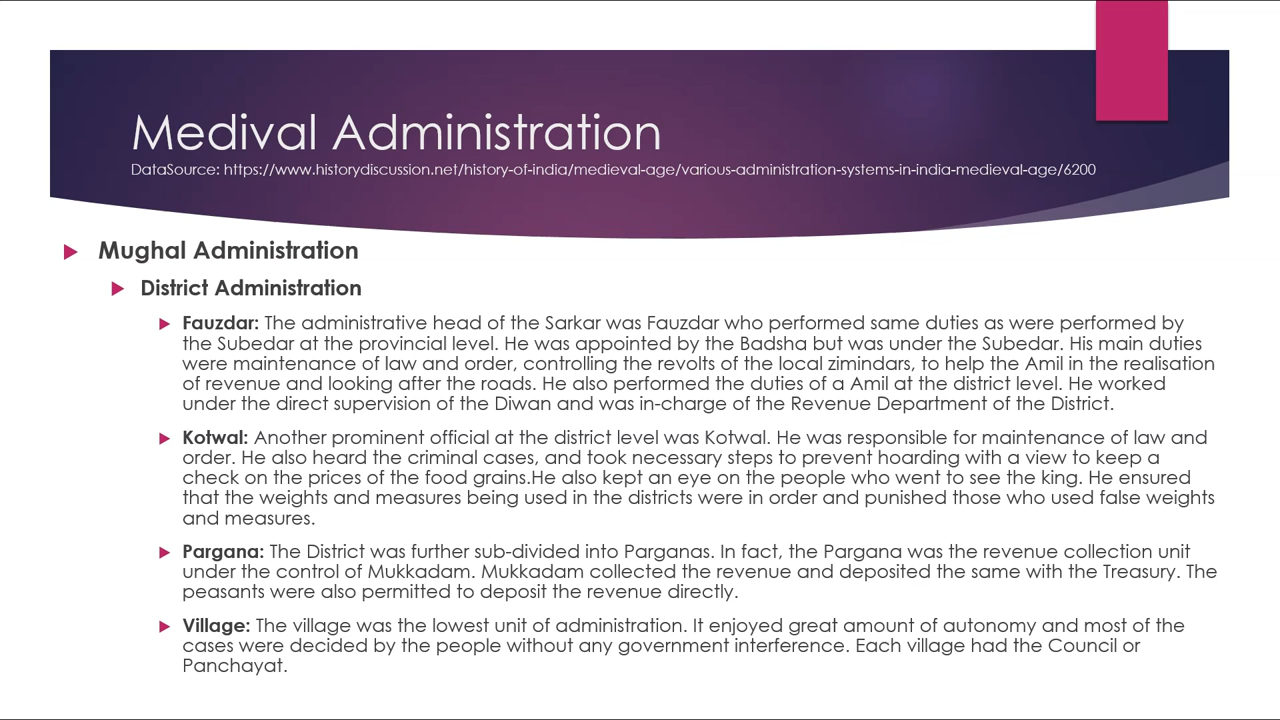 Medival Administration
DataSource: https://www.historydiscussion.net/history-of-india/medieval-age/various-administration-systems-in-india-medieval-age/6200
Mughal Administration
District Administration
Fauzdar: The administrative head of the Sarkar was Fauzdar who performed same duties as were performed by
the Subedar at the provincial level. He was appointed by the Badsha but was under the Subedar. His main duties
were maintenance of law and order, controlling the revolts of the local zimindars, to help the Amil in the realisation
of revenue and looking after the roads. He also performed the duties of a Amil at the district level. He worked
under the direct supervision of the Diwan and was in-charge of the Revenue Department of the District.
Kotwal: Another prominent official at the district level was Kotwal. He was responsible for maintenance of law and
order. He also heard the criminal cases, and took necessary steps to prevent hoarding with a view to keep a
check on the prices of the food grains.He also kept an eye on the people who went to see the king. He ensured
that the weights and measures being used in the districts were in order and punished those who used false weights
and measures.
Pargana: The District was further sub-divided into Parganas. In fact, the Pargana was the revenue collection unit
under the control of Mukkadam. Mukkadam collected the revenue and deposited the same with the Treasury. The
peasants were also permitted to deposit the revenue directly.
Village: The village was the lowest unit of administration. It enjoyed great amount of autonomy and most of the
cases were decided by the people without any government interference. Each village had the Council or
Panchayat.